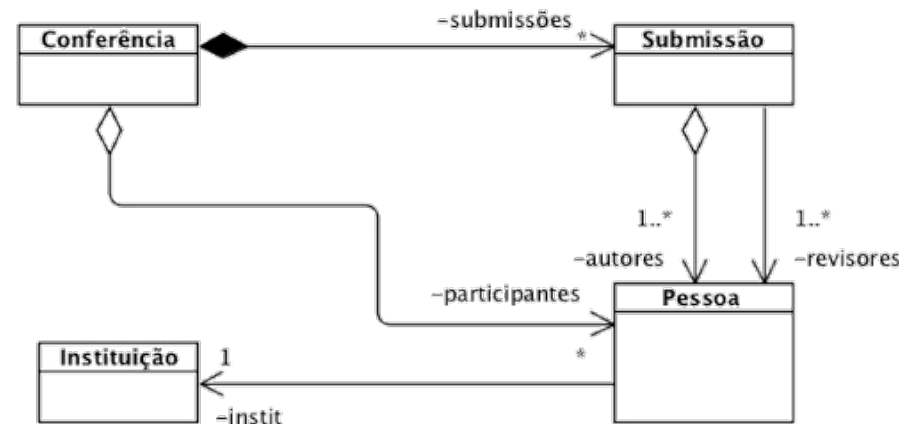 -submissões
Conferência
*
Submissão
1..*
1..*
-autores
-revisores
-participantes
Pessoa
*
Instituição
1
-instit